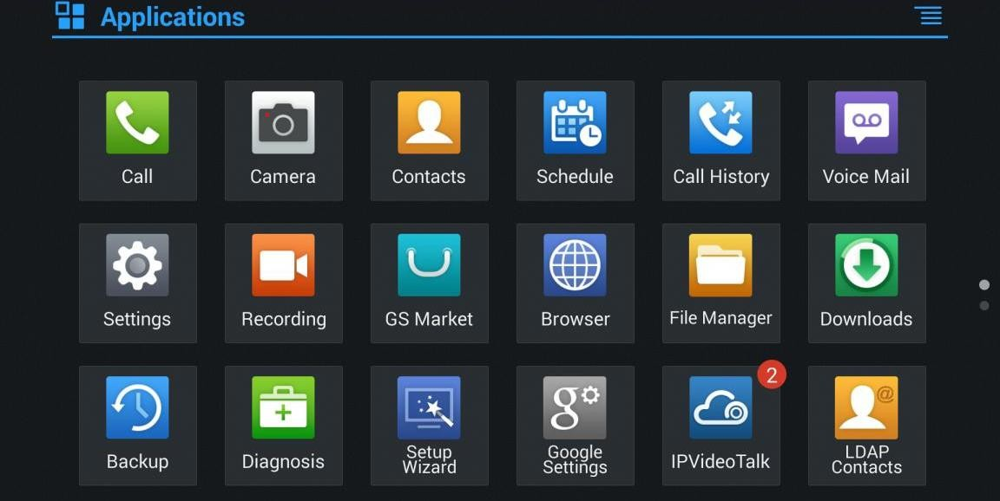 Applications
Call
Camera
Contacts
Schedule
Call History
Voice Mail
Settings
Recording
GS Market
Browser
File Manager
Downloads
2
Backup
Diagnosis
Setup
Wizard
g
Google
Settings
IPVideoTalk
@
LDAP
Contacts